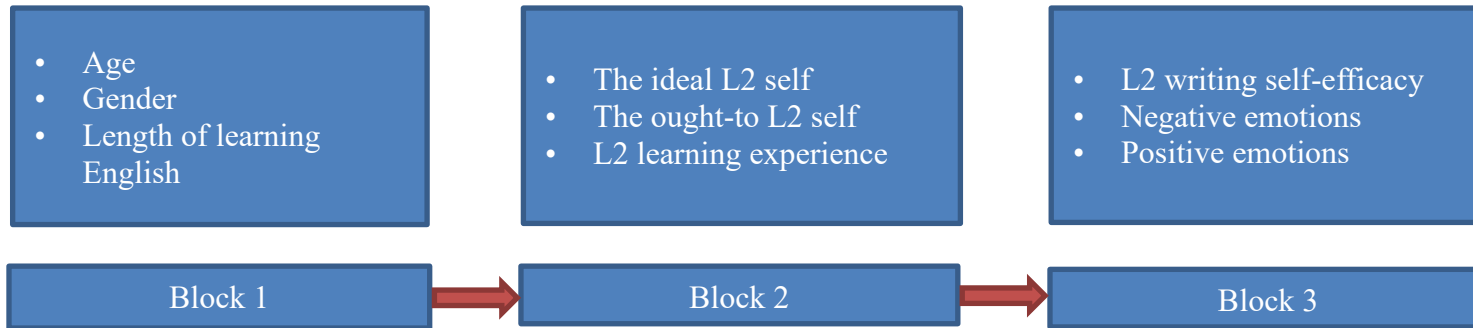 • Age
• Gender
• Length of learning
English
• The ideal L2 self
• The ought-to L2 self
• L2 learning experience
• L2 writing self-efficacy
• Negative emotions
• Positive emotions
Block 1
Block 2
Block 3